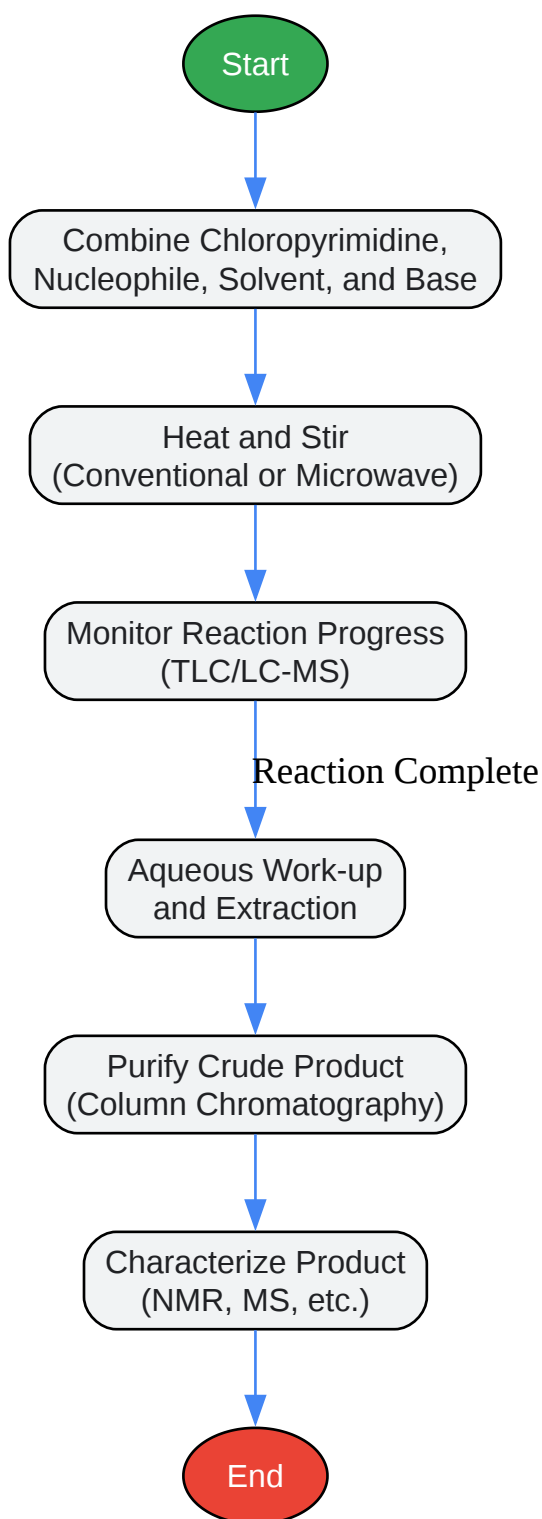 Start
Combine Chloropyrimidine,
Nucleophile, Solvent, and Base
Heat and Stir
(Conventional or Microwave)
Monitor Reaction Progress
(TLC/LC-MS)
Reaction Complete
Aqueous Work-up
and Extraction
Purify Crude Product
(Column Chromatography)
Characterize Product
(NMR, MS, etc.)
End